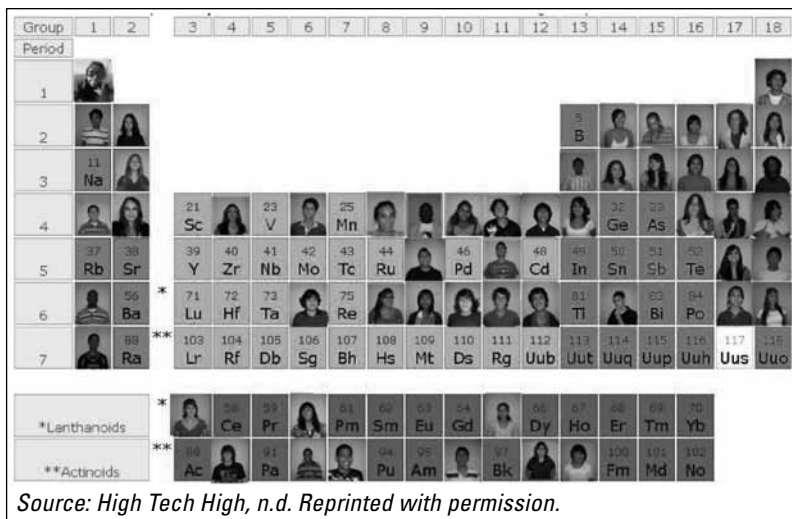 Group 1 2 3 4 5 6 7 8 9 10 11 12 13 14 15 16 17 18
Period
1
2 5
B
3 11
Na
4 21 23 25 32 33
Sc V Mn Ge As
5 37 38 39 40 41 42 43 44 46 48 49 50 51 52
Rb Sr Y Zr Nb Mo Tc Ru Pd Cd In Sn Sb Te
6 56 * 71 72 73 75 81 83 84
Ba Lu Hf Ta Re Ti Bi Po
7 88 ** 103 104 105 106 107 108 109 110 111 112 113 114 115 116 117 118
Ra Lr Rf Db Sg Bh Hs Mt Ds Rg Uub Uut Uuq Uup Uuh Uus Uuo
*Lanthanoids * 58 59 61 62 63 64 66 67 68 69 70
Ce Pr Pm Sm Eu Gd Dy Ho Er Tm Yb
**Actinoids ** 89 91 94 95 97 100 101 102
Ac Pa Pu Am Bk Fm Md No
Source: High Tech High, n.d. Reprinted with permission.